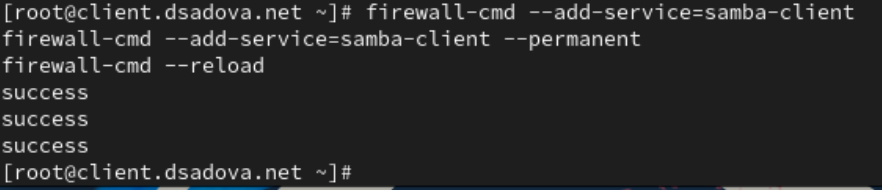 [root@client.dsadova.net ~]# firewall-cmd --add-service=samba-client
firewall-cmd --add-service=samba-client --permanent
firewall-cmd --reload
success
success
success
[root@client.dsadova.net ~]#